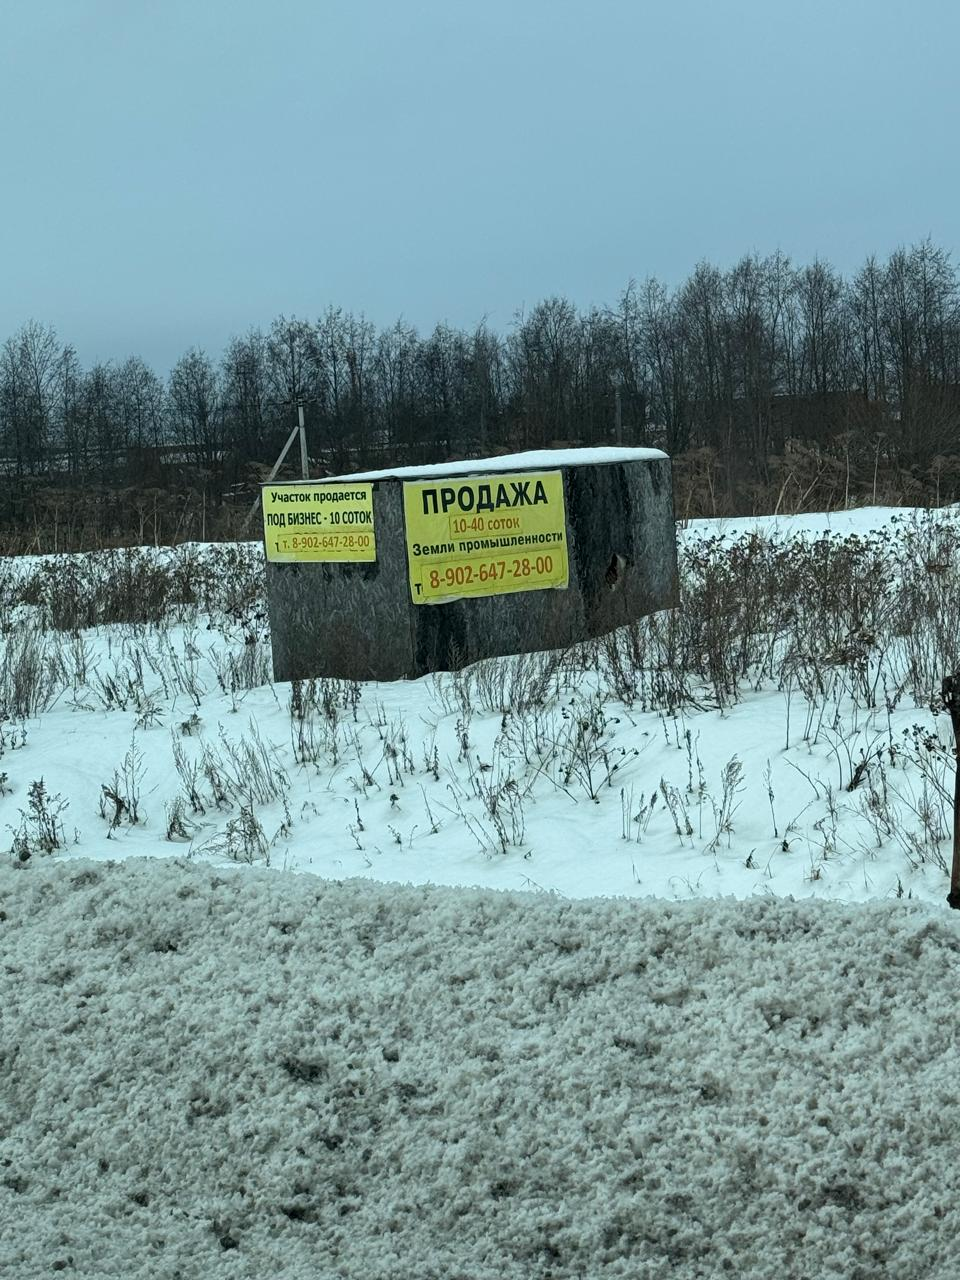 Участок продается
ПОД БИЗНЕС - 10 СОТОК
т. 8-902-647-28-00
ПРОДАЖА
10-40 соток
Земли промышленности
т 8-902-647-28-00